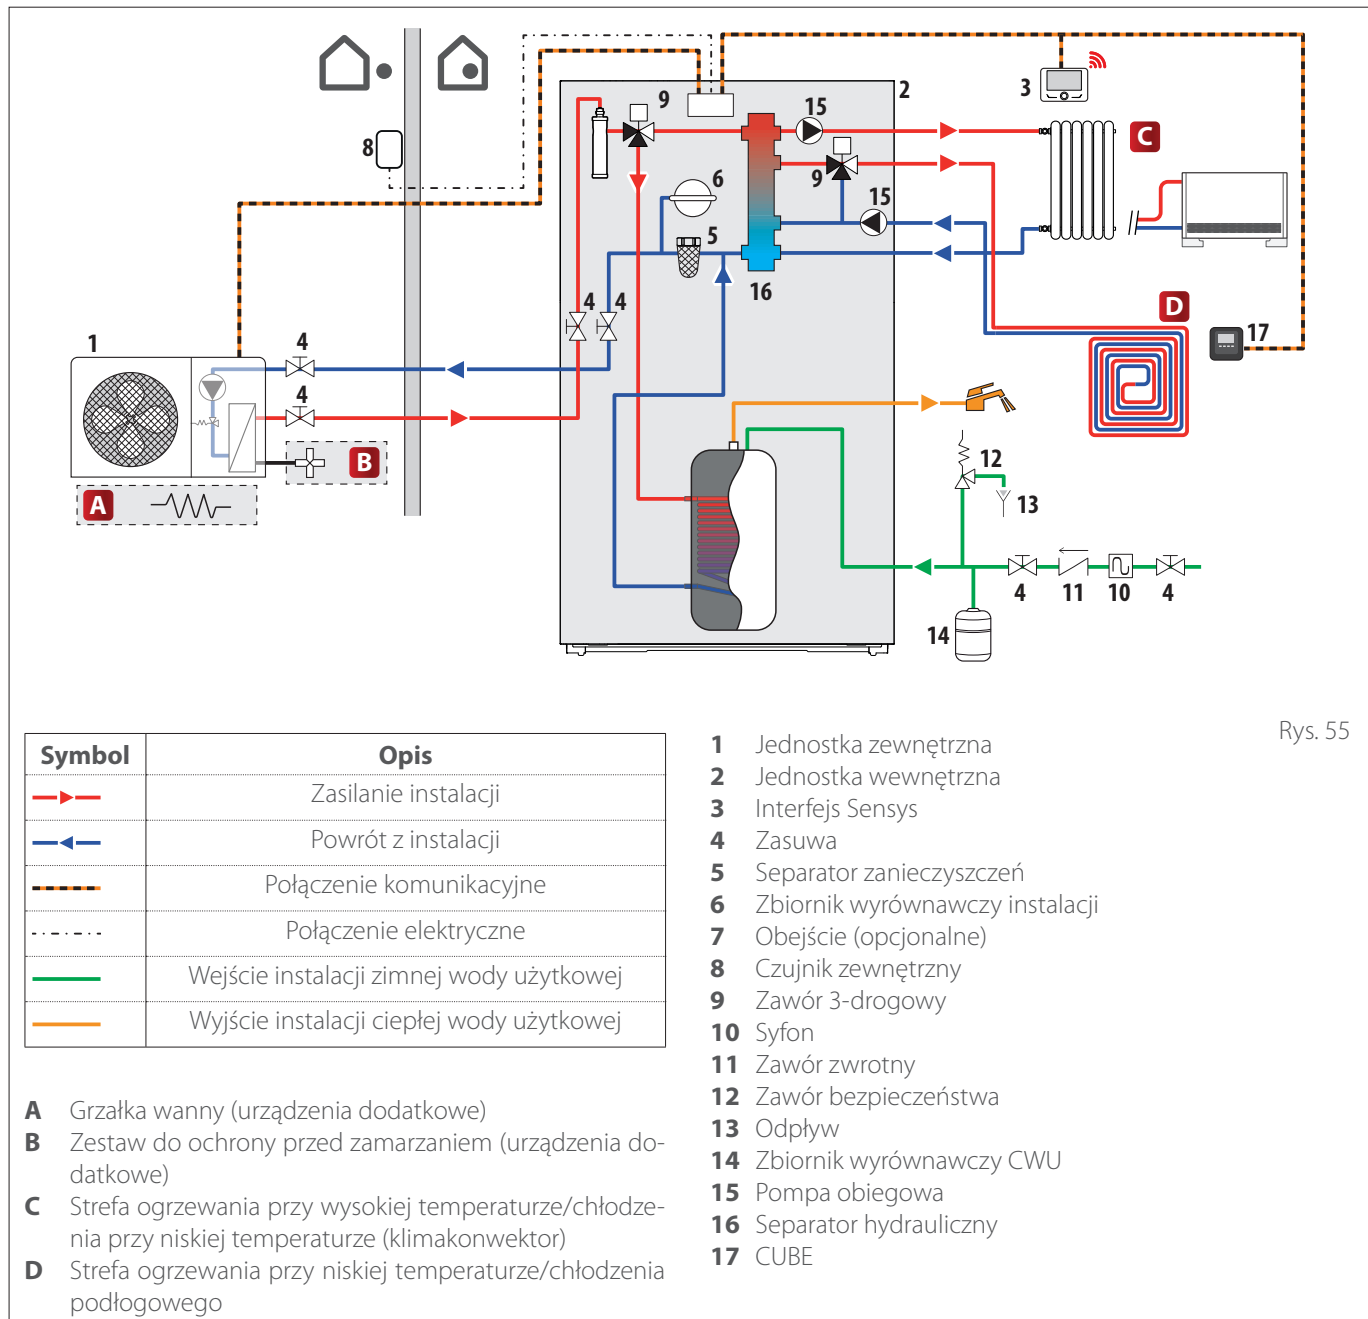 9
2
3
15
C
8
6
9
15
5
16
4
4
D
17
1
4
4
B
A
12
13
4
11
10
4
14
Rys. 55
Symbol Opis
Zasilanie instalacji
Powrót z instalacji
Połączenie komunikacyjne
Połączenie elektryczne
Wejście instalacji zimnej wody użytkowej
Wyjście instalacji ciepłej wody użytkowej
A Grzałka wanny (urządzenia dodatkowe)
B Zestaw do ochrony przed zamarzaniem (urządzenia do-
datkowe)
C Strefa ogrzewania przy wysokiej temperaturze/chłodze-
nia przy niskiej temperaturze (klimakonwektor)
D Strefa ogrzewania przy niskiej temperaturze/chłodzenia
podłogowego
1 Jednostka zewnętrzna
2 Jednostka wewnętrzna
3 Interfejs Sensys
4 Zasuwa
5 Separator zanieczyszczeń
6 Zbiornik wyrównawczy instalacji
7 Obejście (opcjonalne)
8 Czujnik zewnętrzny
9 Zawór 3-drogowy
10 Syfon
11 Zawór zwrotny
12 Zawór bezpieczeństwa
13 Odpływ
14 Zbiornik wyrównawczy CWU
15 Pompa obiegowa
16 Separator hydrauliczny
17 CUBE